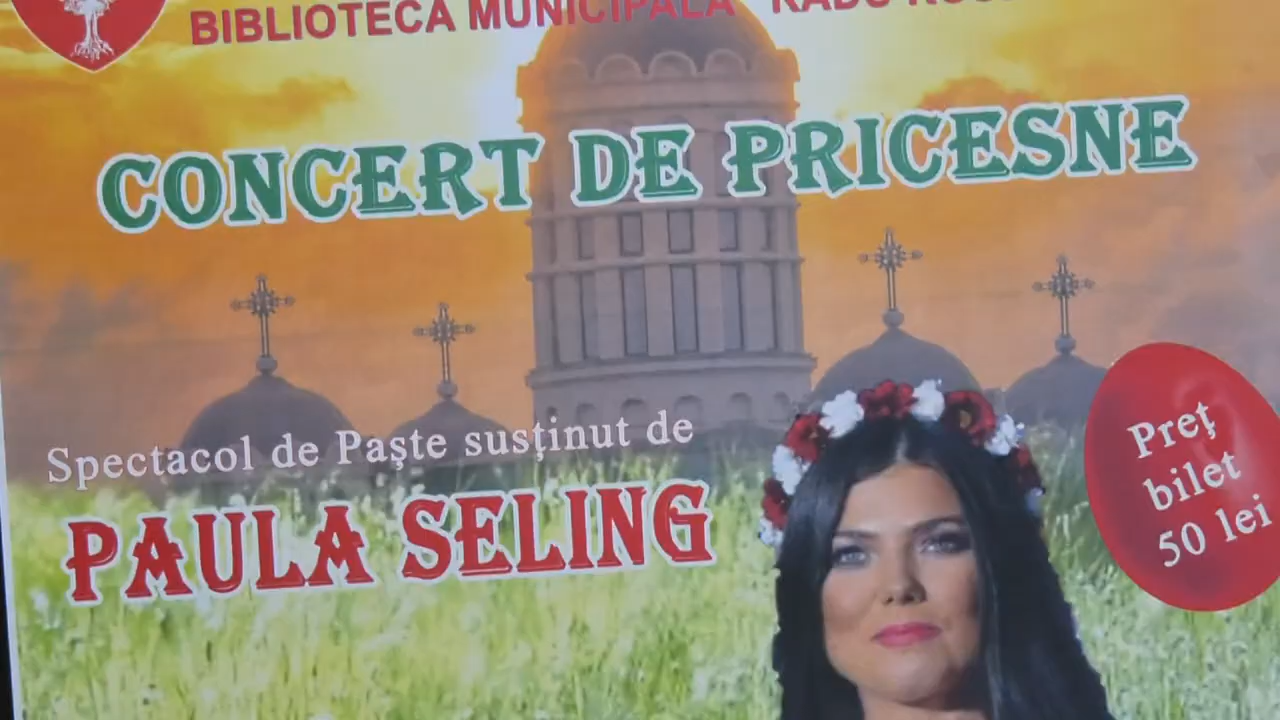 BIBLIOTECA MUNICIPALĂ
CONCERT DE PRICESNE
Spectacol de Paşte susţinut de
PAULA SELING
Preţ
bilet
50 lei